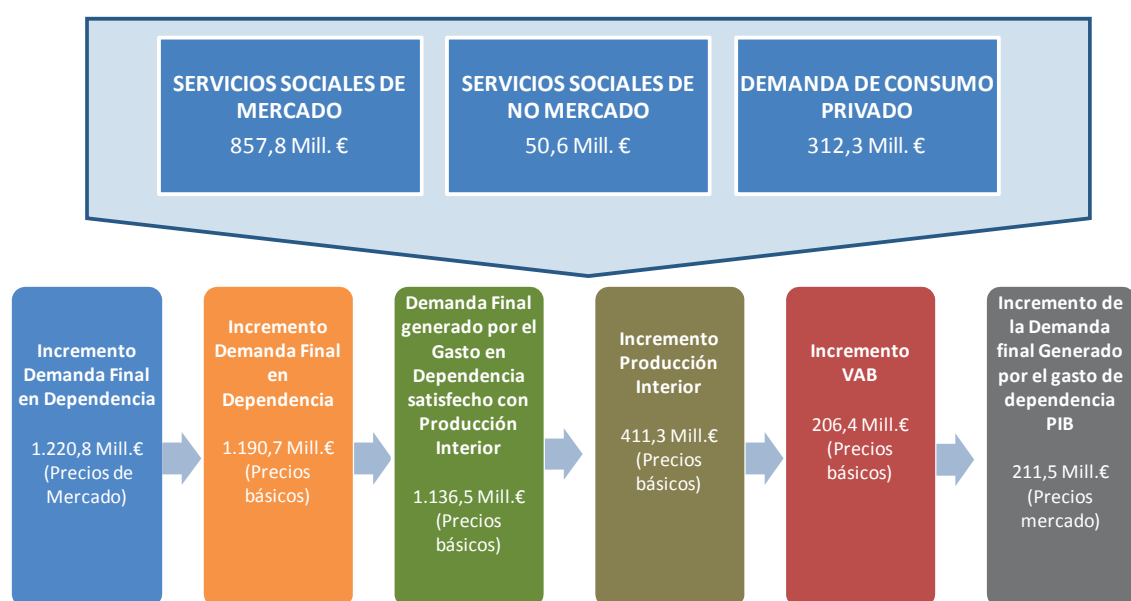 SERVICIOS SOCIALES DE
MERCADO
857,8 Mill. €
SERVICIOS SOCIALES DE
NO MERCADO
50,6 Mill. €
DEMANDA DE CONSUMO
PRIVADO
312,3 Mill. €
Incremento
Demanda Final
en Dependencia
1.220,8 Mill.€
(Precios de
Mercado)
Incremento
Demanda Final
en
Dependencia
1.190,7 Mill.€
(Precios
básicos)
Demanda Final
generado por el
Gasto en
Dependencia
satisfecho con
Producción
Interior
1.136,5 Mill.€
(Precios
básicos)
Incremento
Producción
Interior
411,3 Mill.€
(Precios
básicos)
Incremento
VAB
206,4 Mill.€
(Precios
básicos)
Incremento de
la Demanda
final Generado
por el gasto de
dependencia
PIB
211,5 Mill.€
(Precios
mercado)